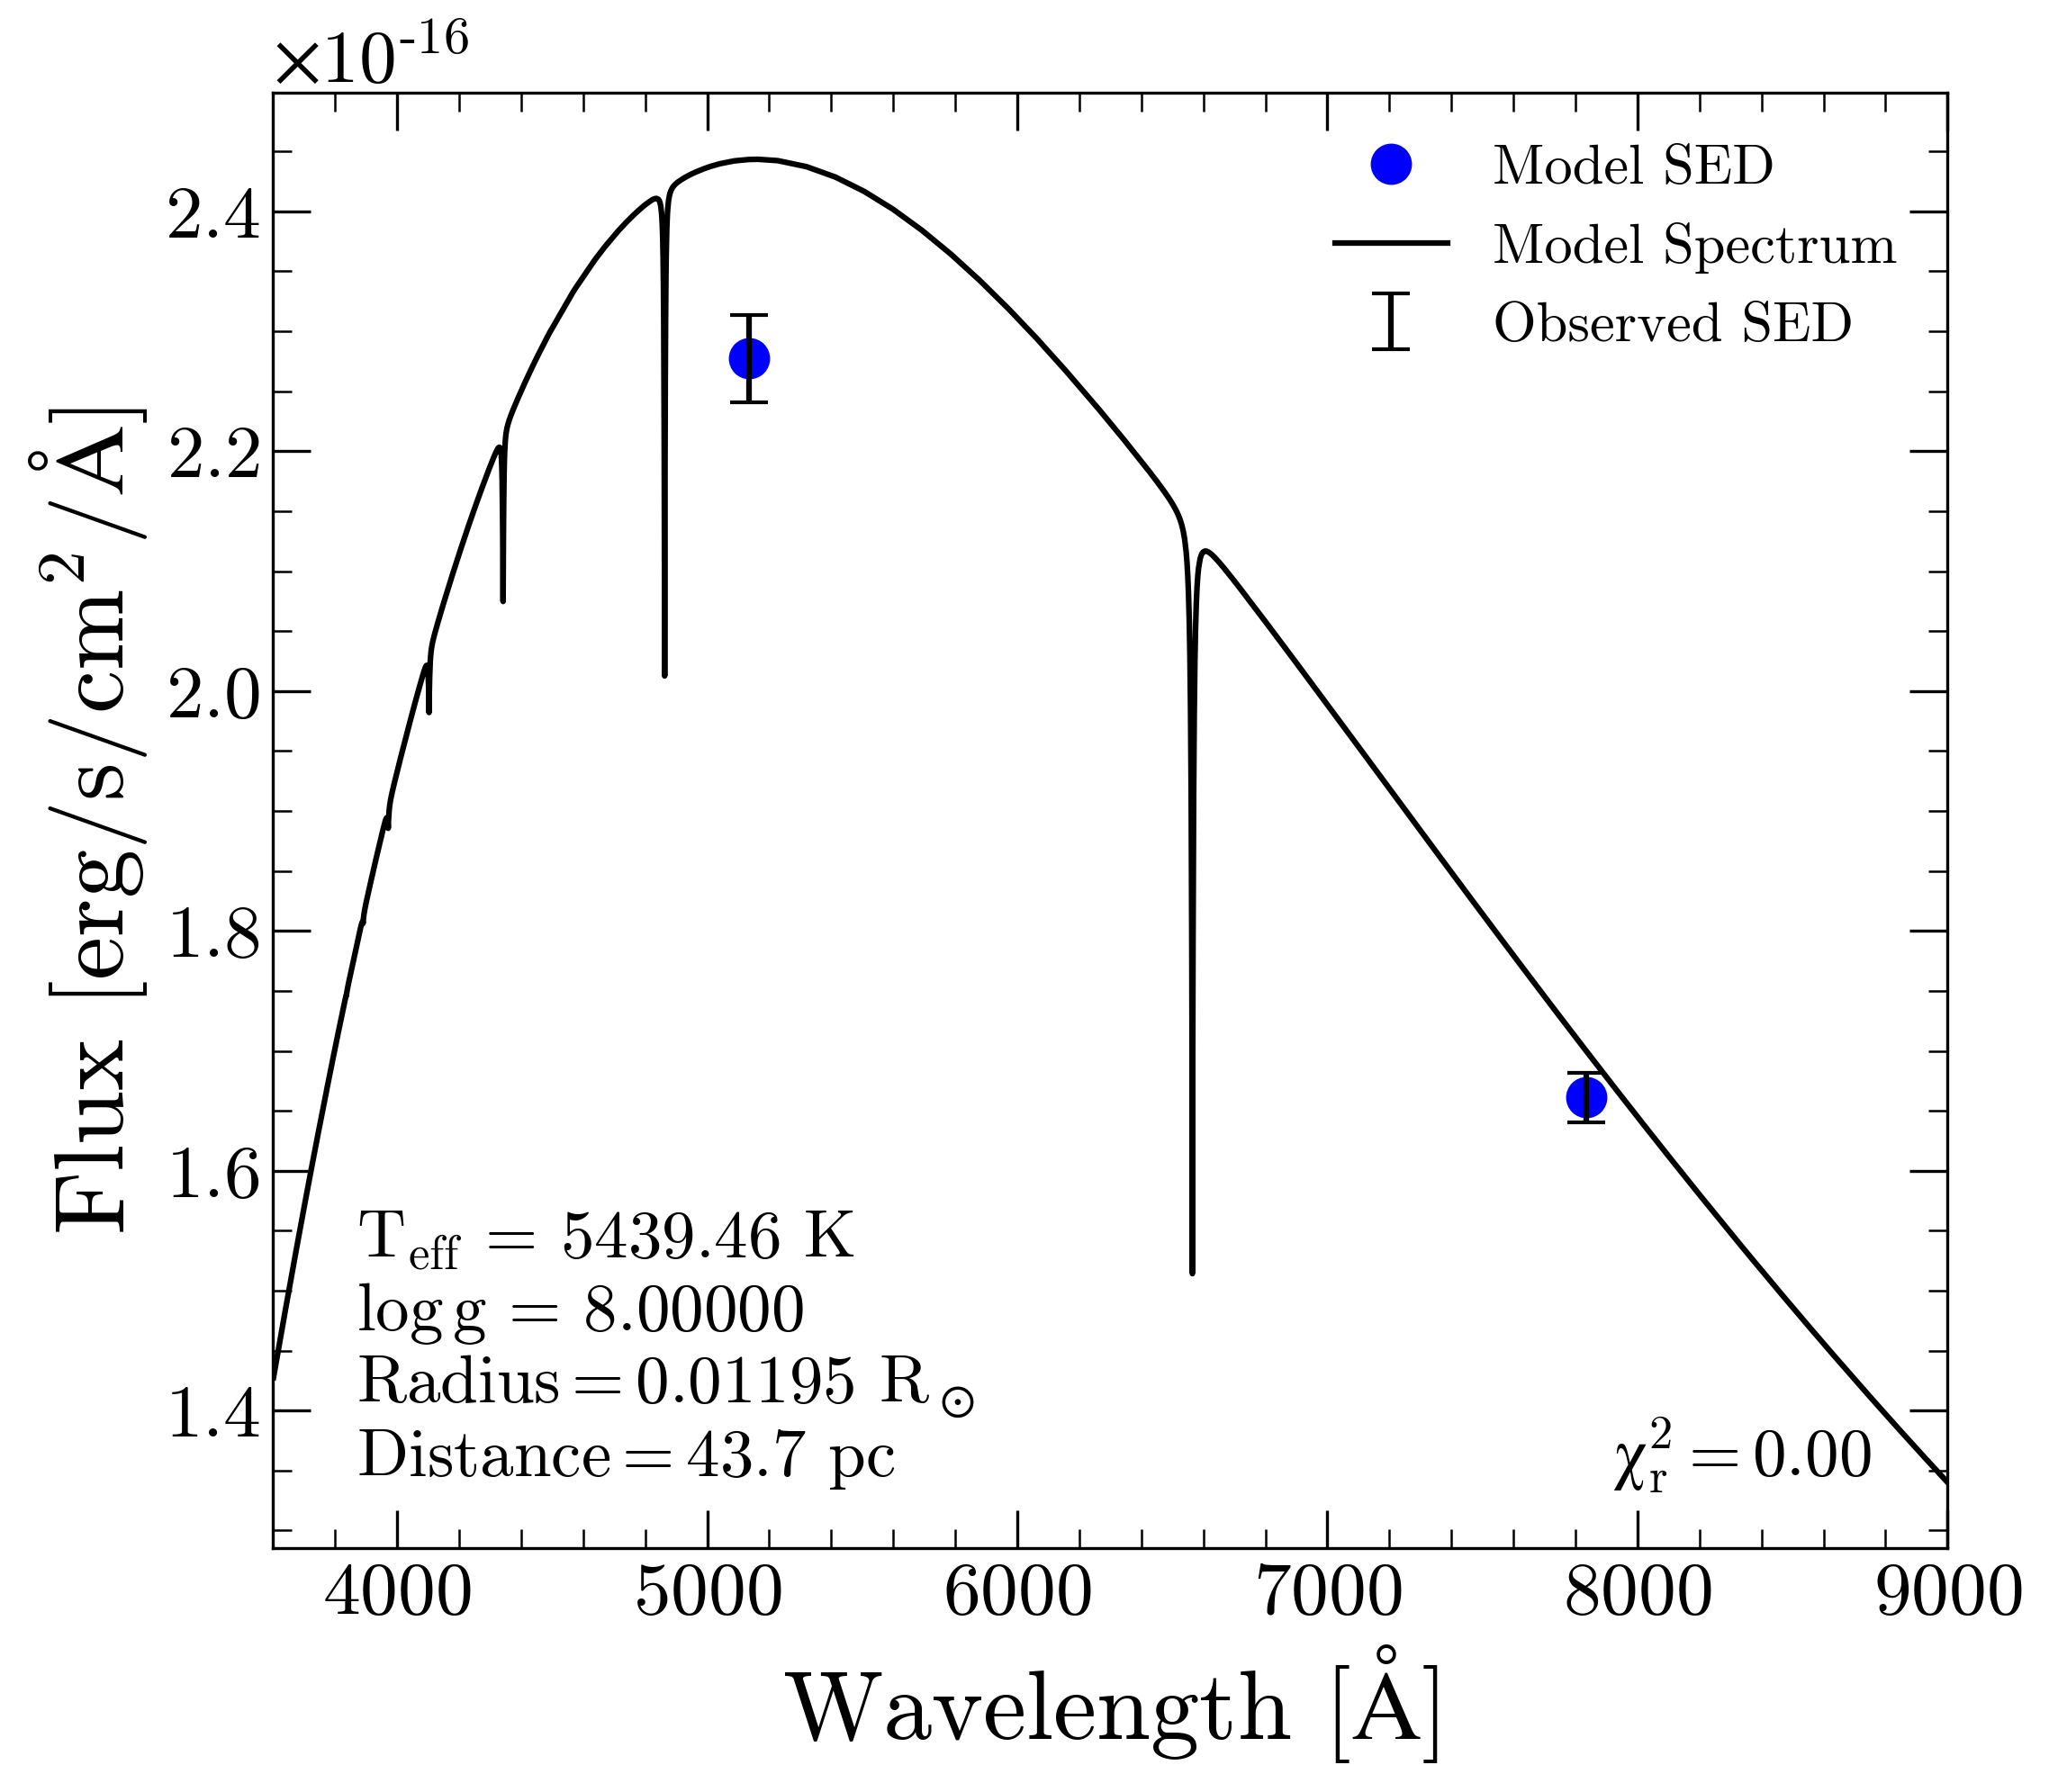 ×10-16
Model SED
Model Spectrum
Observed SED
Flux [erg/s/cm2/Å]
2.4
2.2
2.0
1.8
1.6
1.4
Teff = 5439.46 K
log g = 8.00000
Radius = 0.01195 R⊙
Distance = 43.7 pc
χ2r = 0.00
4000 5000 6000 7000 8000 9000
Wavelength [Å]